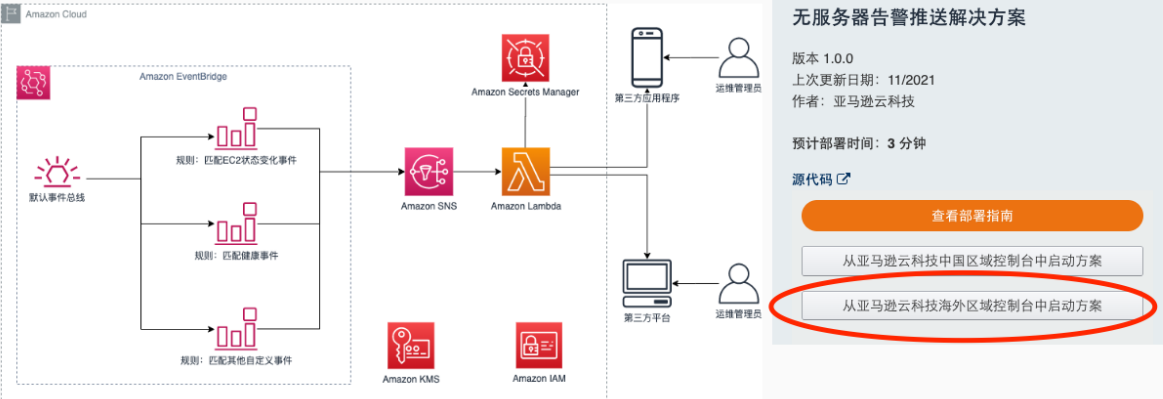 Amazon Cloud
Amazon EventBridge
默认事件总线
规则：匹配EC2状态变化事件
规则：匹配健康事件
规则：匹配其他自定义事件
Amazon SNS
Amazon Secrets Manager
Amazon Lambda
Amazon KMS
Amazon IAM
第三方应用程序
运维管理员
第三方平台
运维管理员
无服务器告警推送解决方案
版本 1.0.0
上次更新日期：11/2021
作者：亚马逊云科技
预计部署时间：3 分钟
源代码
查看部署指南
从亚马逊云科技中国区域控制台中启动方案
从亚马逊云科技海外区域控制台中启动方案